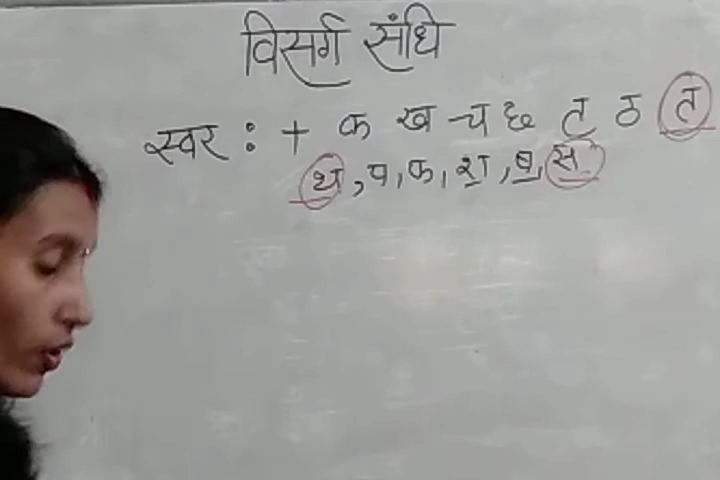 विसर्ग संधि
स्वर : + क ख च छ ट ठ त
थ, प, फ, श, ष, स